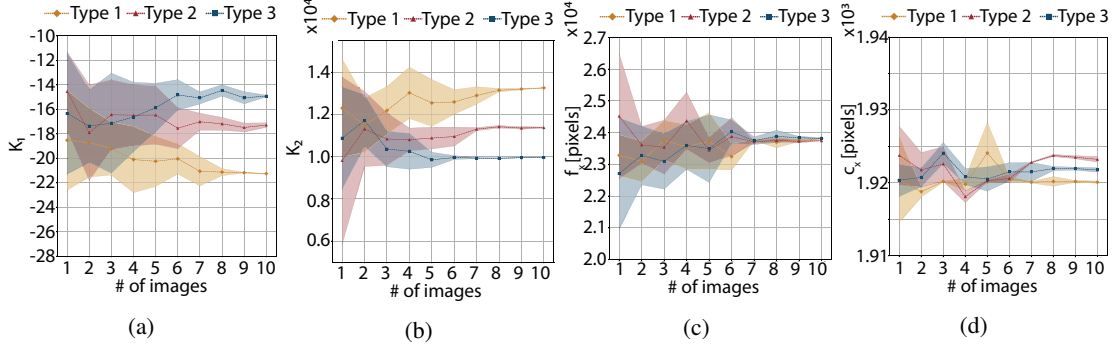 Type 1 Type 2 Type 3
-10
-14
-16
-18
-20
-22
-24
-26
-28
K1
1 2 3 4 5 6 7 8 9 10
# of images
(a)
Type 1 Type 2 Type 3
x10⁴
1.4
1.2
1.0
0.8
0.6
K2
1 2 3 4 5 6 7 8 9 10
# of images
(b)
Type 1 Type 2 Type 3
x10⁴
2.7
2.6
2.5
2.4
2.3
2.2
2.1
2.0
fx [pixels]
1 2 3 4 5 6 7 8 9 10
# of images
(c)
Type 1 Type 2 Type 3
x10³
1.94
1.93
1.92
1.91
cx [pixels]
1 2 3 4 5 6 7 8 9 10
# of images
(d)